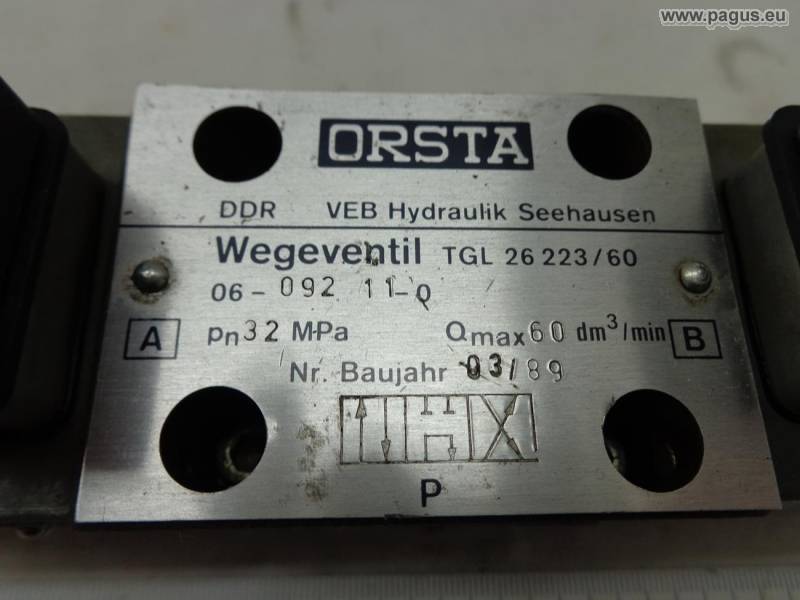 www.pagus.eu
ORSTA
DDR VEB Hydraulik Seehausen
Wegeventil TGL 26 223/60
06-092 11-0
A pn 32 MPa Qmax 60 dm³/min B
Nr. Baujahr 03/89
P